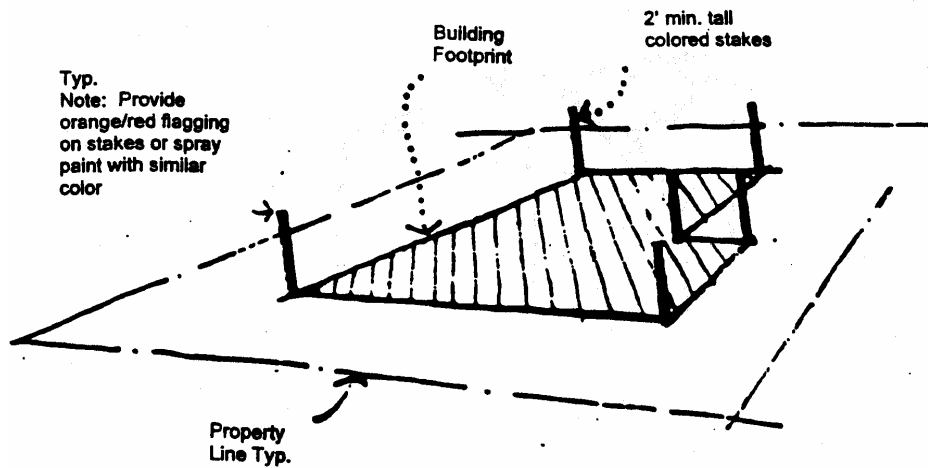 Building
Footprint
2' min. tall
colored stakes
Typ.
Note: Provide
orange/red flagging
on stakes or spray
paint with similar
color
Property
Line Typ.